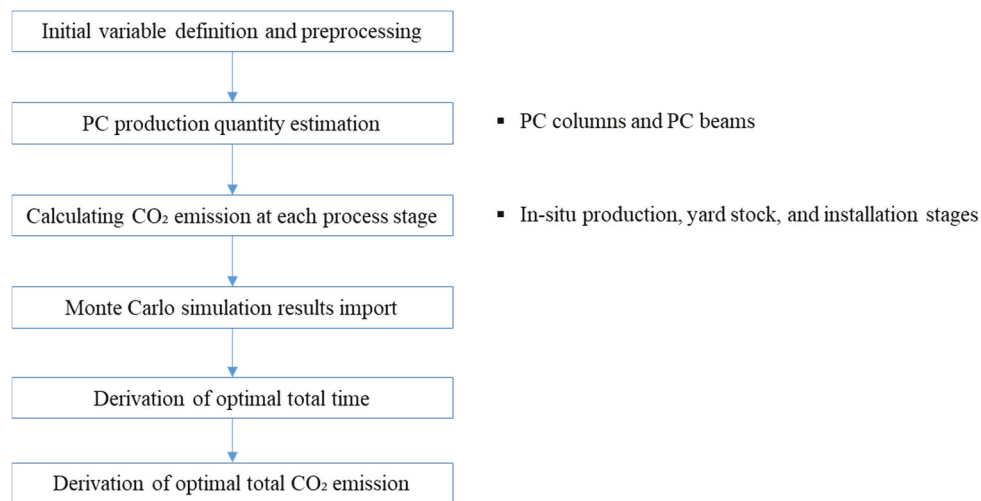 Initial variable definition and preprocessing
PC production quantity estimation
▪ PC columns and PC beams
Calculating CO₂ emission at each process stage
▪ In-situ production, yard stock, and installation stages
Monte Carlo simulation results import
Derivation of optimal total time
Derivation of optimal total CO₂ emission